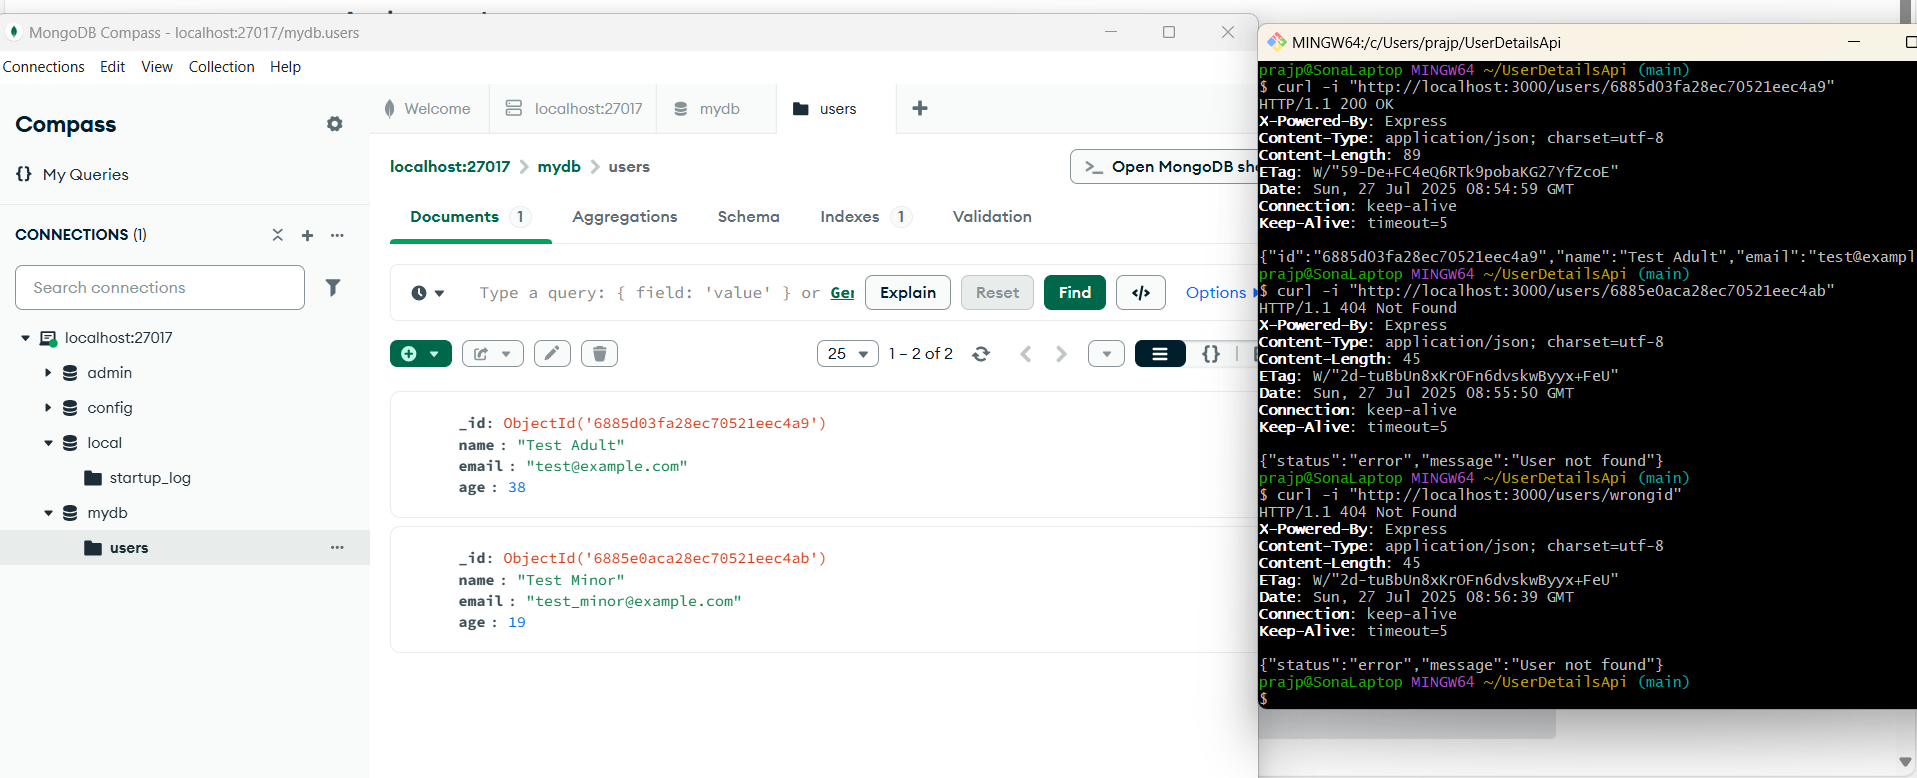 MongoDB Compass - localhost:27017/mydb.users
Connections Edit View Collection Help
Compass
{} My Queries
CONNECTIONS (1)
Search connections
localhost:27017
admin
config
local
startup_log
mydb
users
Welcome
localhost:27017
mydb
users
localhost:27017 > mydb > users
>_ Open MongoDB she
Documents 1
Aggregations
Schema
Indexes 1
Validation
Type a query: { field: 'value' } or Ger
Explain
Reset
Find
</>
Options
25
1 – 2 of 2
{}
_id: ObjectId('6885d03fa28ec70521eec4a9')
name : "Test Adult"
email : "test@example.com"
age : 38
_id: ObjectId('6885e0aca28ec70521eec4ab')
name : "Test Minor"
email : "test_minor@example.com"
age : 19
MINGW64:/c/Users/prajp/UserDetailsApi
prajp@SonaLaptop MINGW64 ~/UserDetailsApi (main)
$ curl -i "http://localhost:3000/users/6885d03fa28ec70521eec4a9"
HTTP/1.1 200 OK
X-Powered-By: Express
Content-Type: application/json; charset=utf-8
Content-Length: 89
ETag: W/"59-De+FC4eQ6RTk9pobaKG27YfZcoE"
Date: Sun, 27 Jul 2025 08:54:59 GMT
Connection: keep-alive
Keep-Alive: timeout=5
{"id":"6885d03fa28ec70521eec4a9","name":"Test Adult","email":"test@exampl
prajp@SonaLaptop MINGW64 ~/UserDetailsApi (main)
$ curl -i "http://localhost:3000/users/6885e0aca28ec70521eec4ab"
HTTP/1.1 404 Not Found
X-Powered-By: Express
Content-Type: application/json; charset=utf-8
Content-Length: 45
ETag: W/"2d-tuBbUn8xKrOFn6dvskwByyx+FeU"
Date: Sun, 27 Jul 2025 08:55:50 GMT
Connection: keep-alive
Keep-Alive: timeout=5
{"status":"error","message":"User not found"}
prajp@SonaLaptop MINGW64 ~/UserDetailsApi (main)
$ curl -i "http://localhost:3000/users/wrongid"
HTTP/1.1 404 Not Found
X-Powered-By: Express
Content-Type: application/json; charset=utf-8
Content-Length: 45
ETag: W/"2d-tuBbUn8xKrOFn6dvskwByyx+FeU"
Date: Sun, 27 Jul 2025 08:56:39 GMT
Connection: keep-alive
Keep-Alive: timeout=5
{"status":"error","message":"User not found"}
prajp@SonaLaptop MINGW64 ~/UserDetailsApi (main)
$